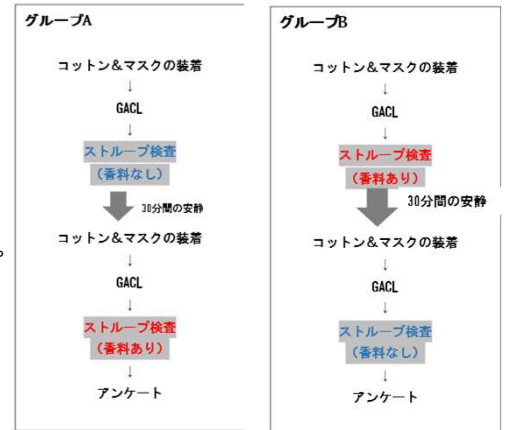 グループA
コットン&マスクの装着
↓
GACL
↓
ストループ検査
(香料なし)
30分間の安静
コットン&マスクの装着
↓
GACL
↓
ストループ検査
(香料あり)
↓
アンケート
グループB
コットン&マスクの装着
↓
GACL
↓
ストループ検査
(香料あり)
30分間の安静
コットン&マスクの装着
↓
GACL
↓
ストループ検査
(香料なし)
↓
アンケート
。